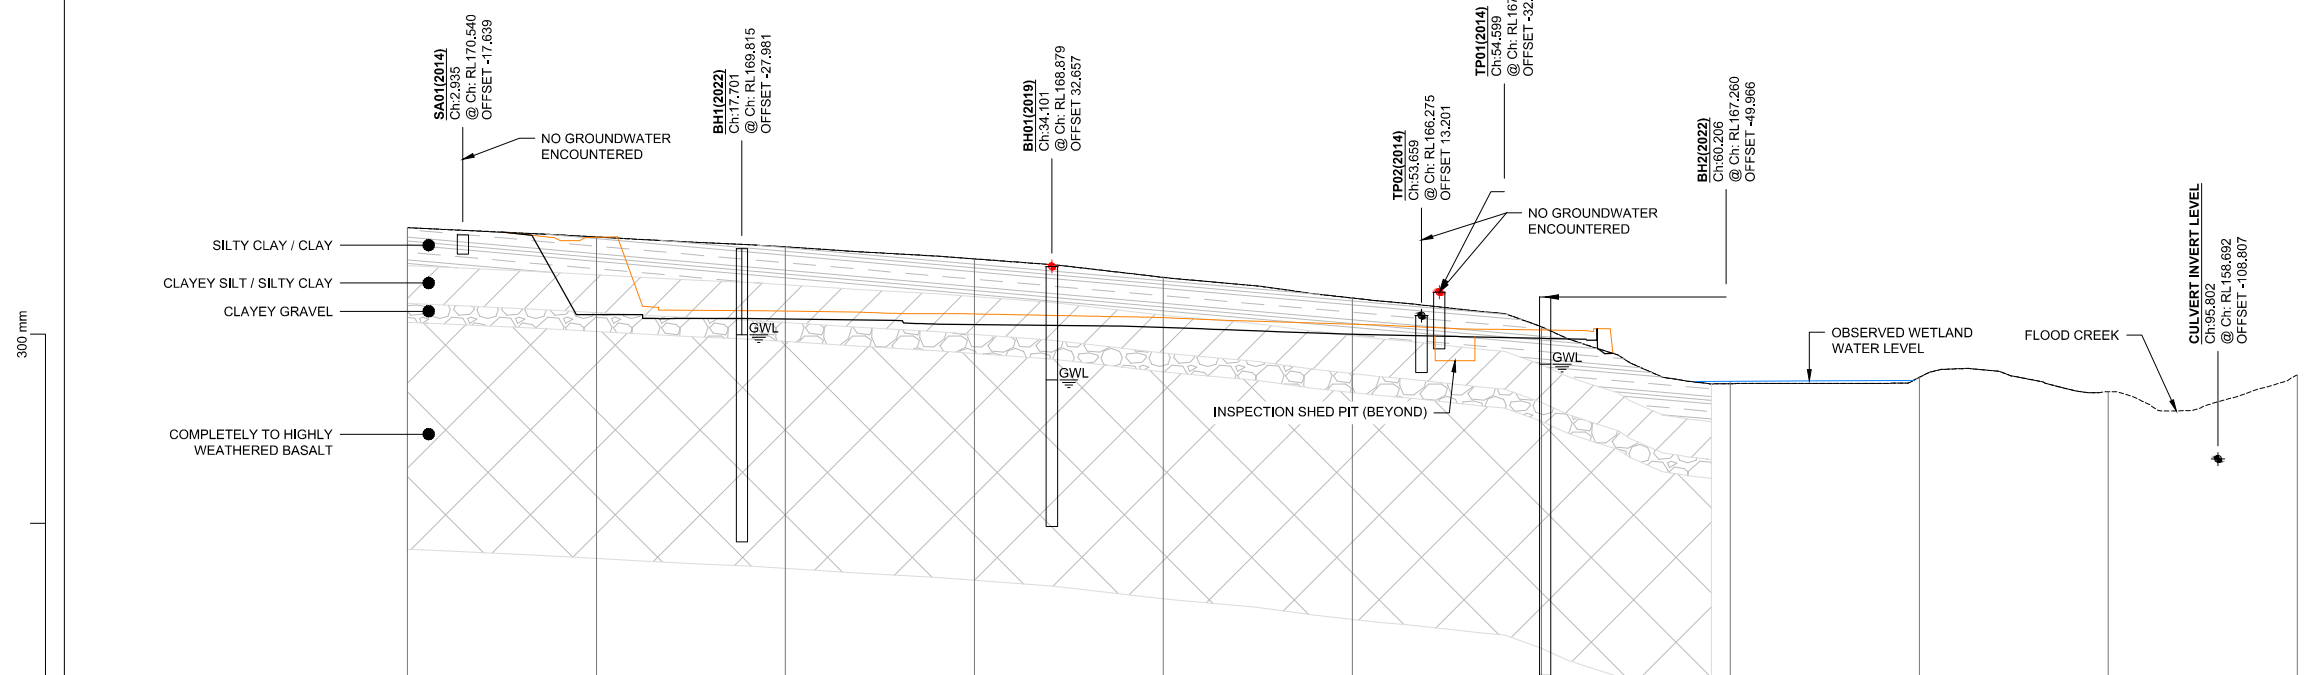 SA01(2014)
Ch:2.935
@ Ch: RL170.540
OFFSET -17.639
NO GROUNDWATER
ENCOUNTERED
BH1(2022)
Ch:17.701
@ Ch: RL169.815
OFFSET -27.981
BH01(2019)
Ch:34.101
@ Ch: RL168.879
OFFSET 32.657
TP02(2014)
Ch:53.659
@ Ch: RL166.275
OFFSET 13.201
TP01(2014)
Ch:54.599
@ Ch: RL167
OFFSET -32.
NO GROUNDWATER
ENCOUNTERED
BH2(2022)
Ch:60.206
@ Ch: RL167.260
OFFSET -49.966
CULVERT INVERT LEVEL
Ch:95.802
@ Ch: RL158.692
OFFSET -108.807
SILTY CLAY / CLAY
CLAYEY SILT / SILTY CLAY
CLAYEY GRAVEL
COMPLETELY TO HIGHLY
WEATHERED BASALT
300 mm
GWL
GWL
GWL
INSPECTION SHED PIT (BEYOND)
OBSERVED WETLAND
WATER LEVEL
FLOOD CREEK